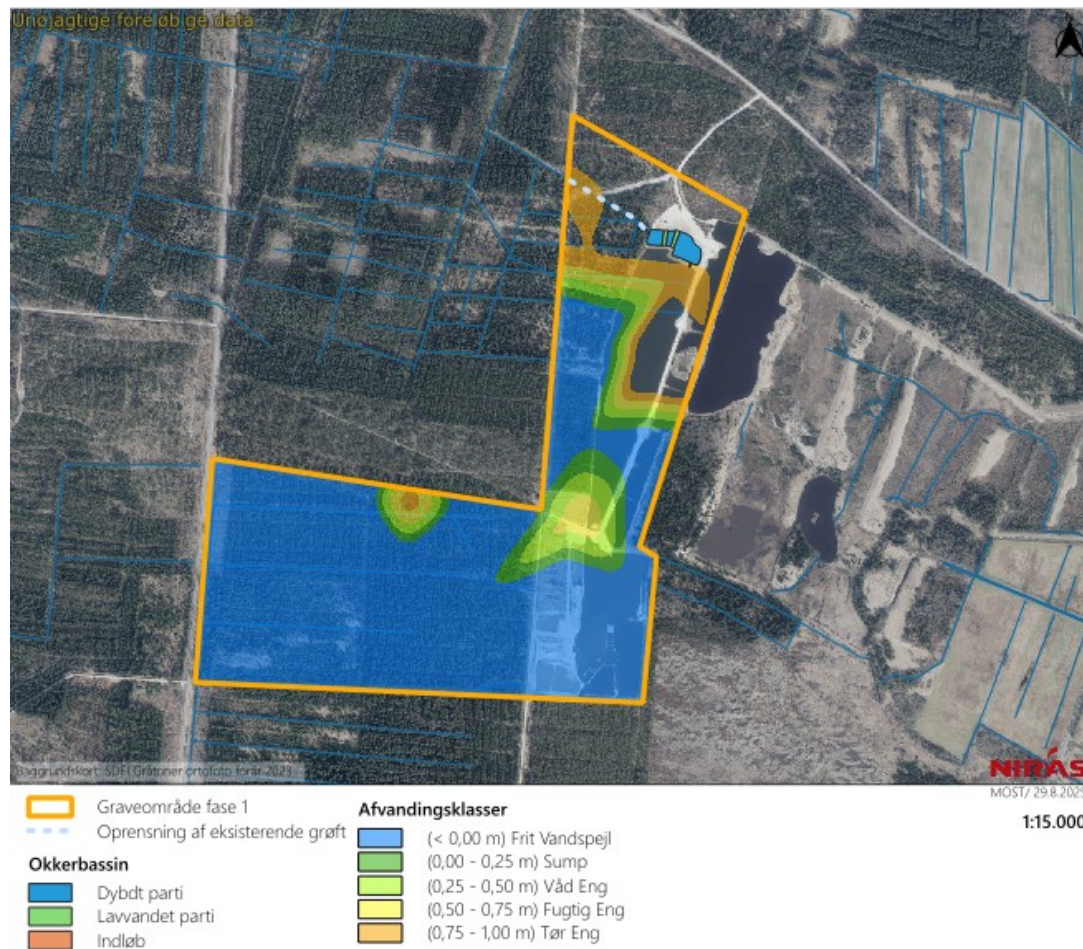 Unøjagtige foreløbige data
Baggrundskort: SDFI Gråtoner ortofoto forår 2023
NIRAS
MOST/ 29.8.2025
1:15.000
Graveområde fase 1
Oprensning af eksisterende grøft
Okkerbassin
Dybdt parti
Lavvandet parti
Indløb
Afvandingsklasser
(< 0,00 m) Frit Vandspejl
(0,00 - 0,25 m) Sump
(0,25 - 0,50 m) Våd Eng
(0,50 - 0,75 m) Fugtig Eng
(0,75 - 1,00 m) Tør Eng